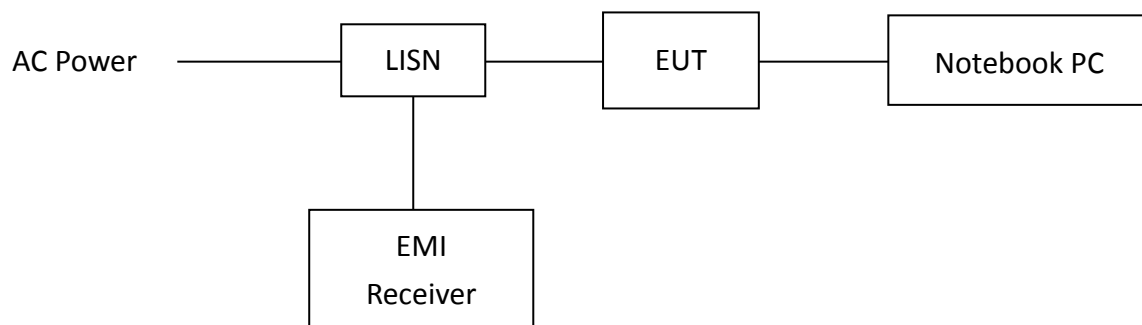 AC Power
LISN
EUT
Notebook PC
EMI
Receiver